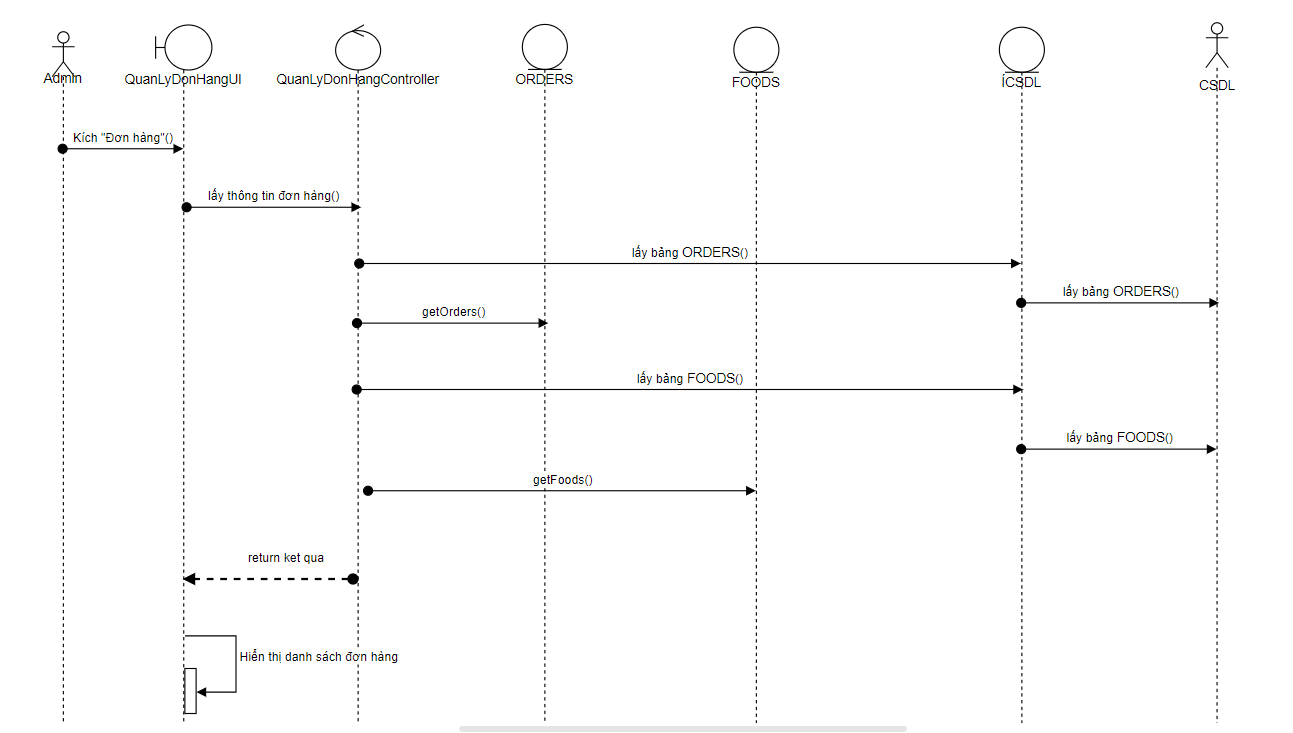 Admin
QuanLyDonHangUI
QuanLyDonHangController
ORDERS
FOODS
ÍCSDL
CSDL
Kích "Đơn hàng"()
lấy thông tin đơn hàng()
lấy bảng ORDERS()
lấy bảng ORDERS()
getOrders()
lấy bảng FOODS()
lấy bảng FOODS()
getFoods()
return ket qua
Hiển thị danh sách đơn hàng